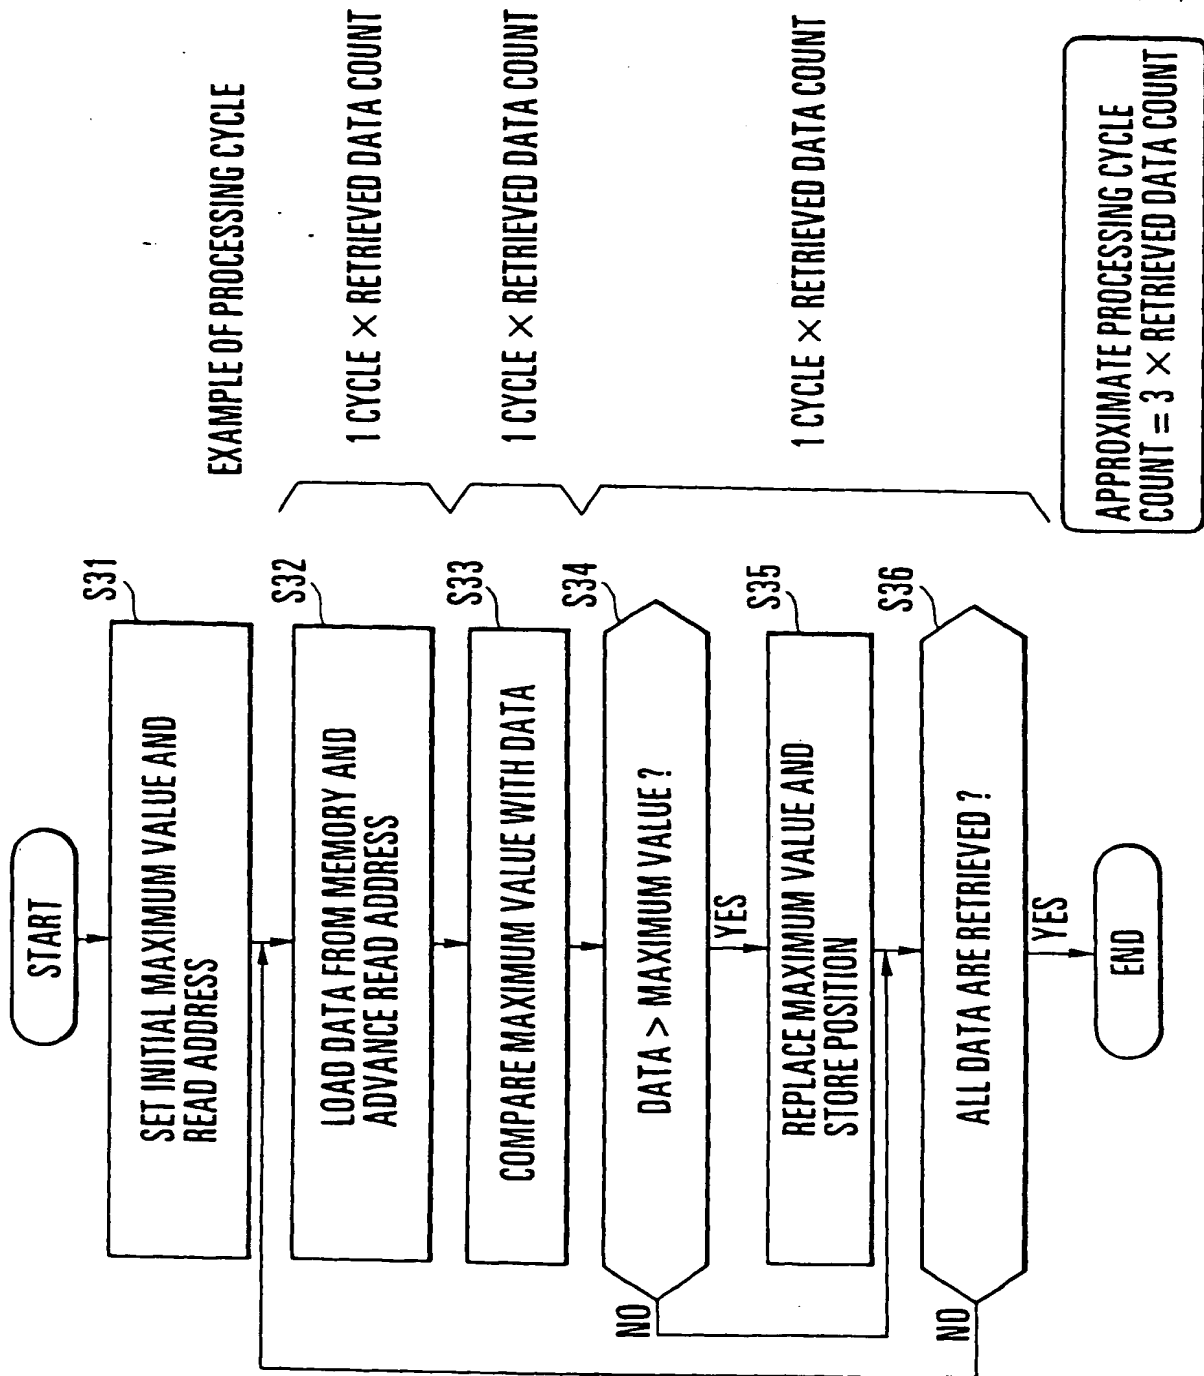 START
S31
SET INITIAL MAXIMUM VALUE AND
READ ADDRESS
EXAMPLE OF PROCESSING CYCLE
S32
LOAD DATA FROM MEMORY AND
ADVANCE READ ADDRESS
1 CYCLE × RETRIEVED DATA COUNT
S33
COMPARE MAXIMUM VALUE WITH DATA
1 CYCLE × RETRIEVED DATA COUNT
S34
DATA > MAXIMUM VALUE ?
NO
YES
S35
REPLACE MAXIMUM VALUE AND
STORE POSITION
1 CYCLE × RETRIEVED DATA COUNT
S36
ALL DATA ARE RETRIEVED ?
NO
YES
END
APPROXIMATE PROCESSING CYCLE
COUNT = 3 × RETRIEVED DATA COUNT